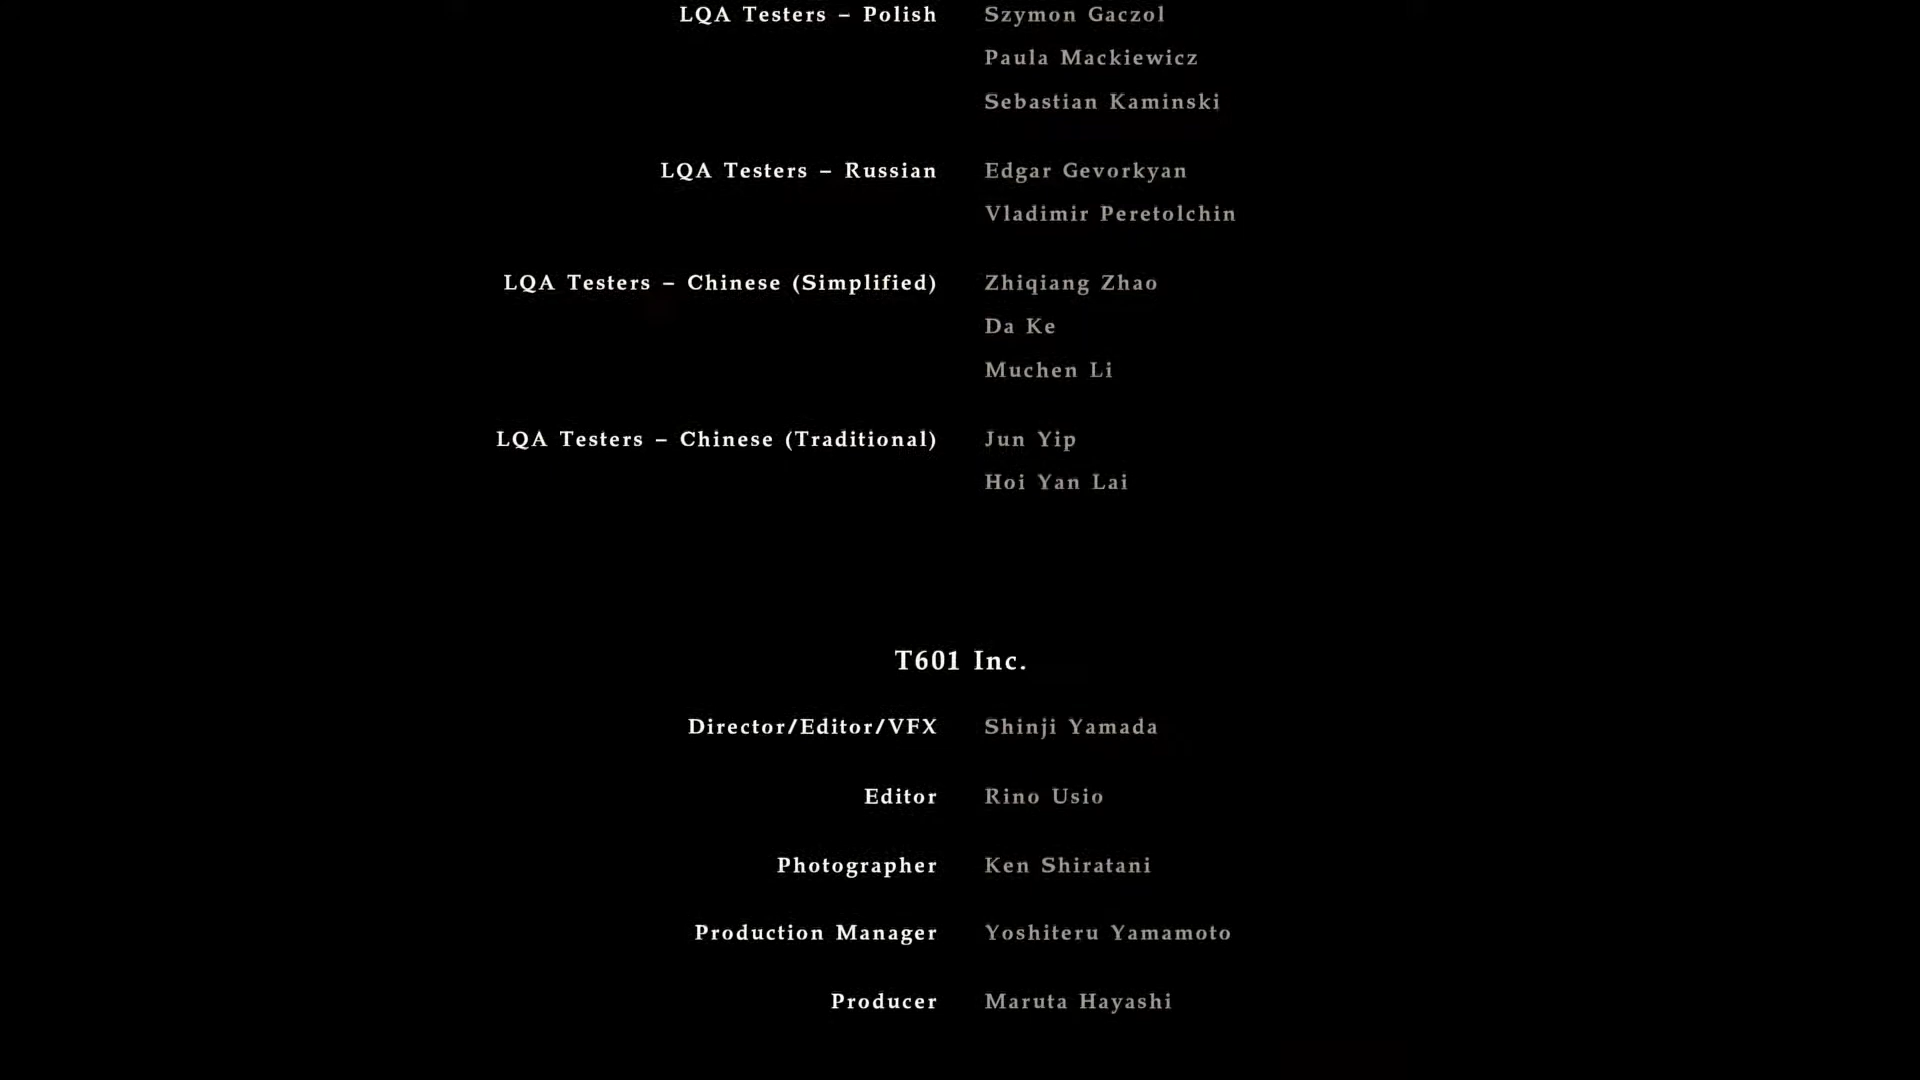 LQA Testers – Polish Szymon Gaczol
Paula Mackiewicz
Sebastian Kaminski
LQA Testers – Russian Edgar Gevorkyan
Vladimir Peretolchin
LQA Testers – Chinese (Simplified) Zhiqiang Zhao
Da Ke
Muchen Li
LQA Testers – Chinese (Traditional) Jun Yip
Hoi Yan Lai
T601 Inc.
Director/Editor/VFX Shinji Yamada
Editor Rino Usio
Photographer Ken Shiratani
Production Manager Yoshiteru Yamamoto
Producer Maruta Hayashi